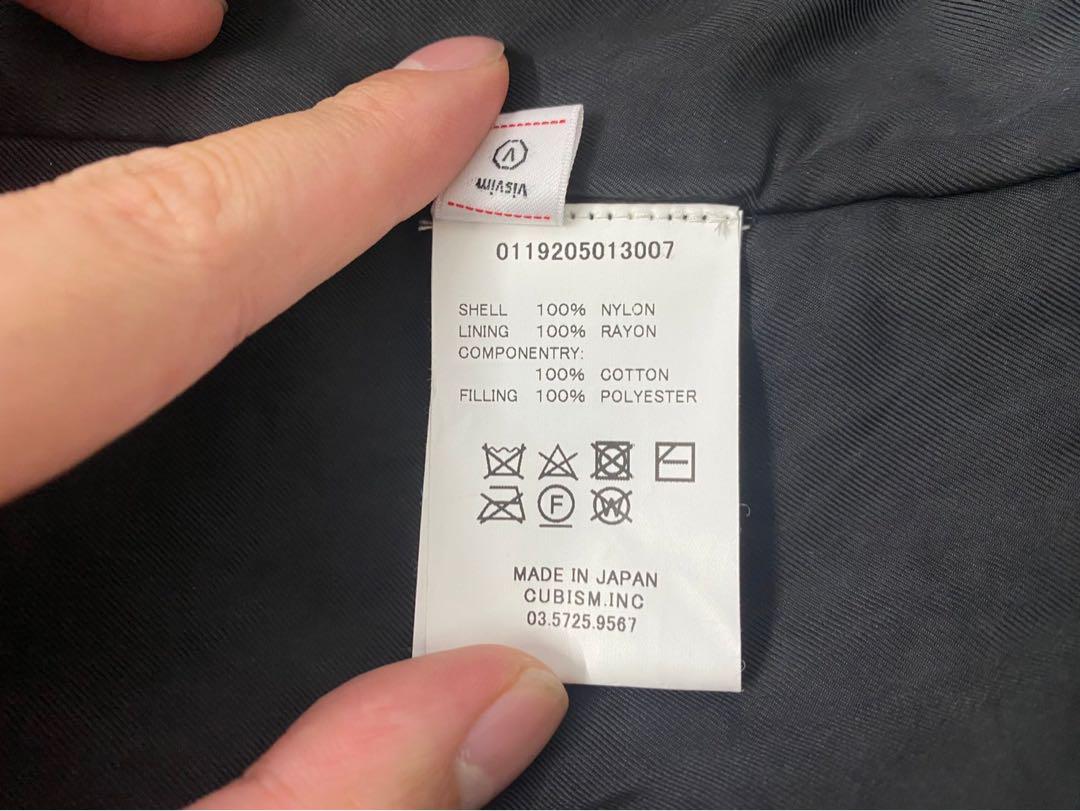 V
visvim
0119205013007
SHELL 100% NYLON
LINING 100% RAYON
COMPONENTRY:
100% COTTON
FILLING 100% POLYESTER
F W
MADE IN JAPAN
CUBISM.INC
03.5725.9567